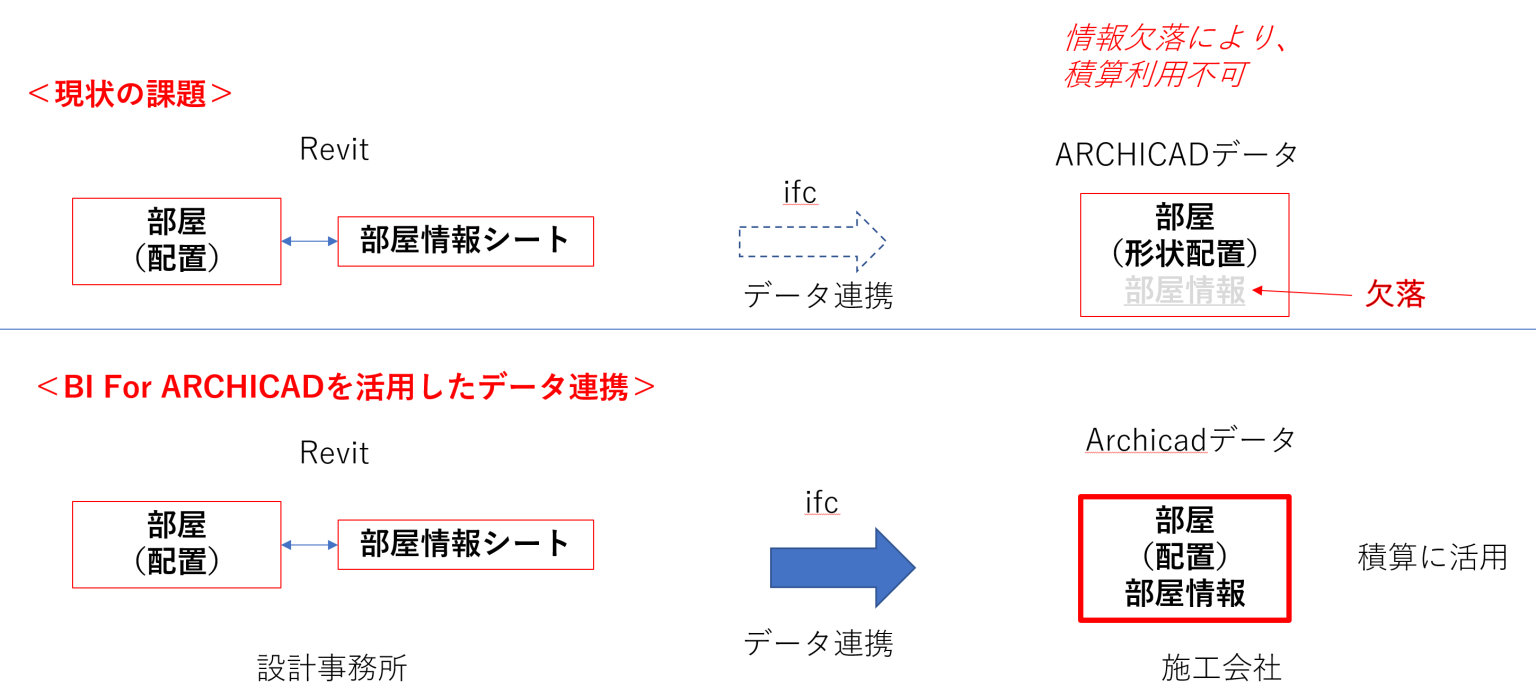 情報欠落により、
積算利用不可
＜現状の課題＞
Revit
ARCHICADデータ
ifc
部屋
（配置）
部屋情報シート
データ連携
部屋
（形状配置）
部屋情報
欠落
＜BI For ARCHICADを活用したデータ連携＞
Revit
Archicadデータ
ifc
部屋
（配置）
部屋情報シート
データ連携
部屋
（配置）
部屋情報
積算に活用
設計事務所
施工会社